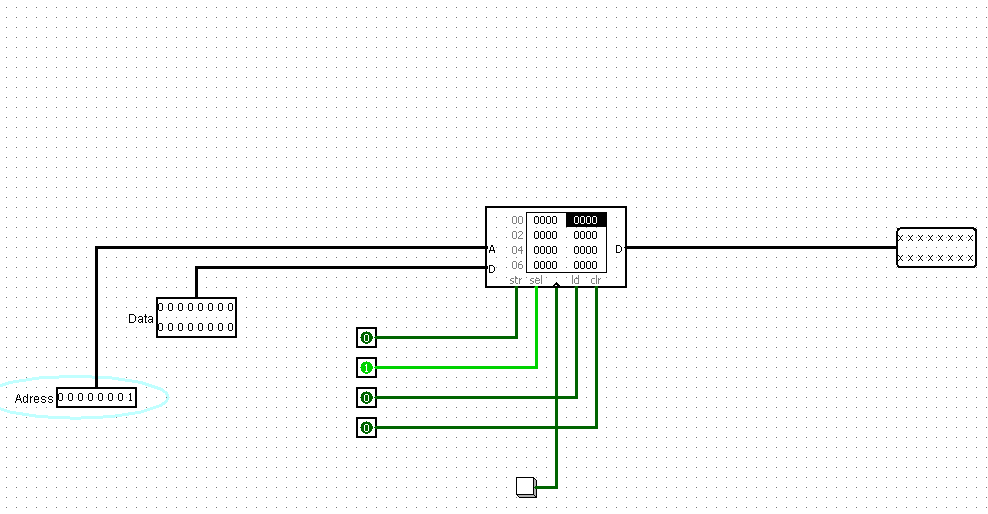 00 0000 0000
02 0000 0000
A 04 0000 0000 D
D 06 0000 0000
str sel ld clr
x x x x x x x x
x x x x x x x x
0 0 0 0 0 0 0 0
Data
0 0 0 0 0 0 0 0
0
1
0
0
Adress 0 0 0 0 0 0 0 1